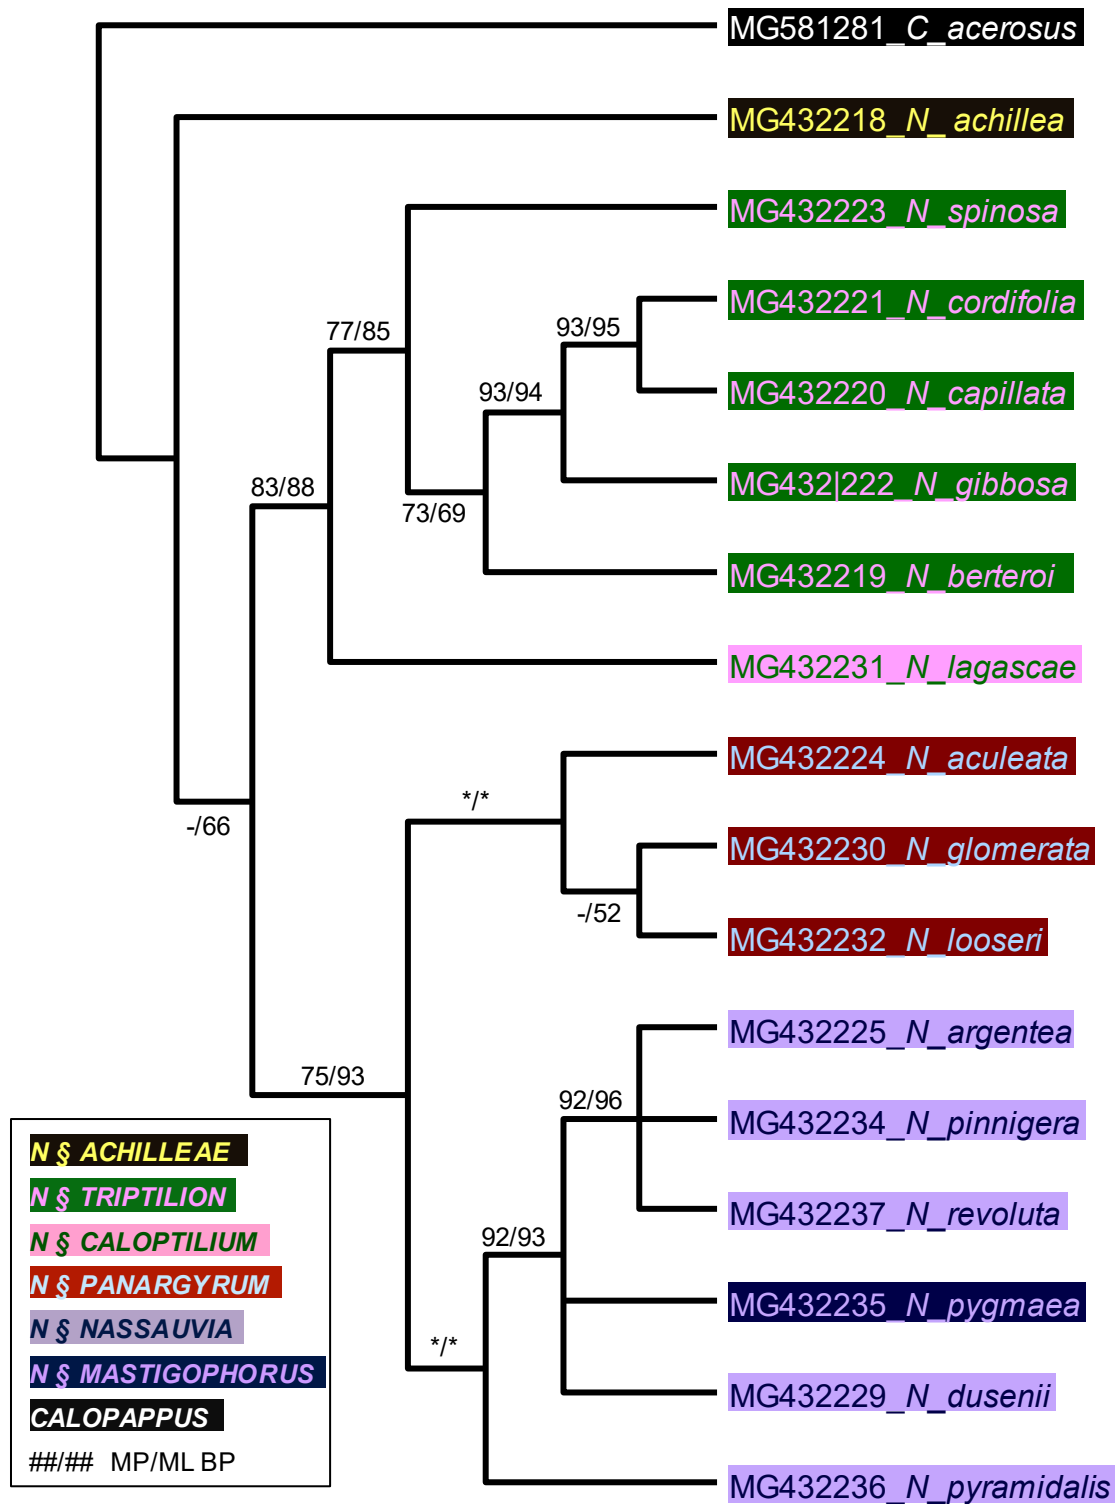 MG581281_C_acerosus
MG432218_N_achillea
MG432223_N_spinosa
MG432221_N_cordifolia
77/85
93/95
MG432220_N_capillata
93/94
MG432|222_N_gibbosa
83/88
73/69
MG432219_N_berteroi
MG432231_N_lagascae
MG432224_N_aculeata
*/*
-/66
MG432230_N_glomerata
-/52
MG432232_N_looseri
MG432225_N_argentea
75/93
92/96
MG432234_N_pinnigera
MG432237_N_revoluta
92/93
MG432235_N_pygmaea
*/*
MG432229_N_dusenii
MG432236_N_pyramidalis
N § ACHILLEAE
N § TRIPTILION
N § CALOPTILIUM
N § PANARGYRUM
N § NASSAUVIA
N § MASTIGOPHORUS
CALOPAPPUS
##/## MP/ML BP